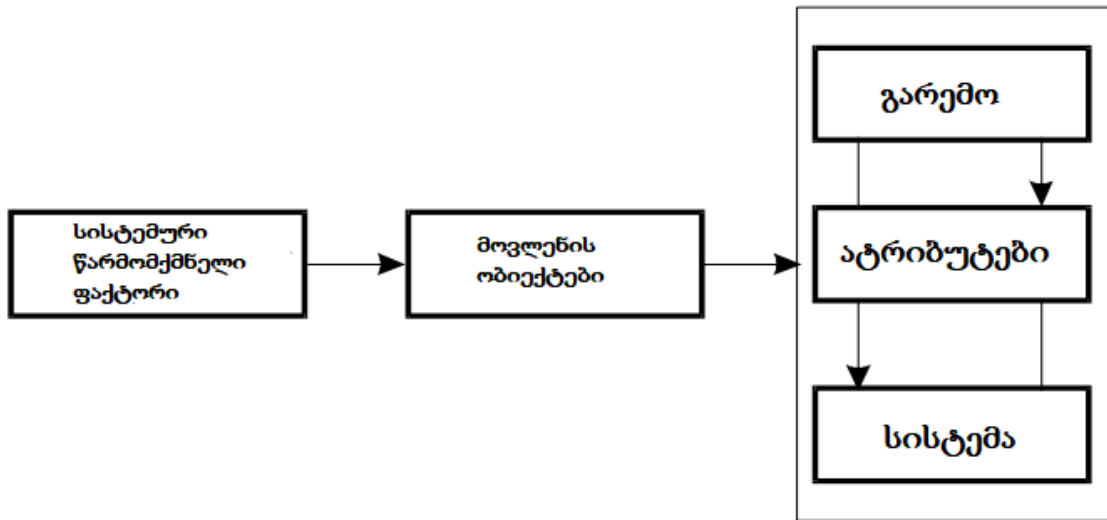 სისტემური
წარმომქმნელი
ფაქტორი
მოვლენის
ობიექტები
გარემო
ატრიბუტები
სისტემა